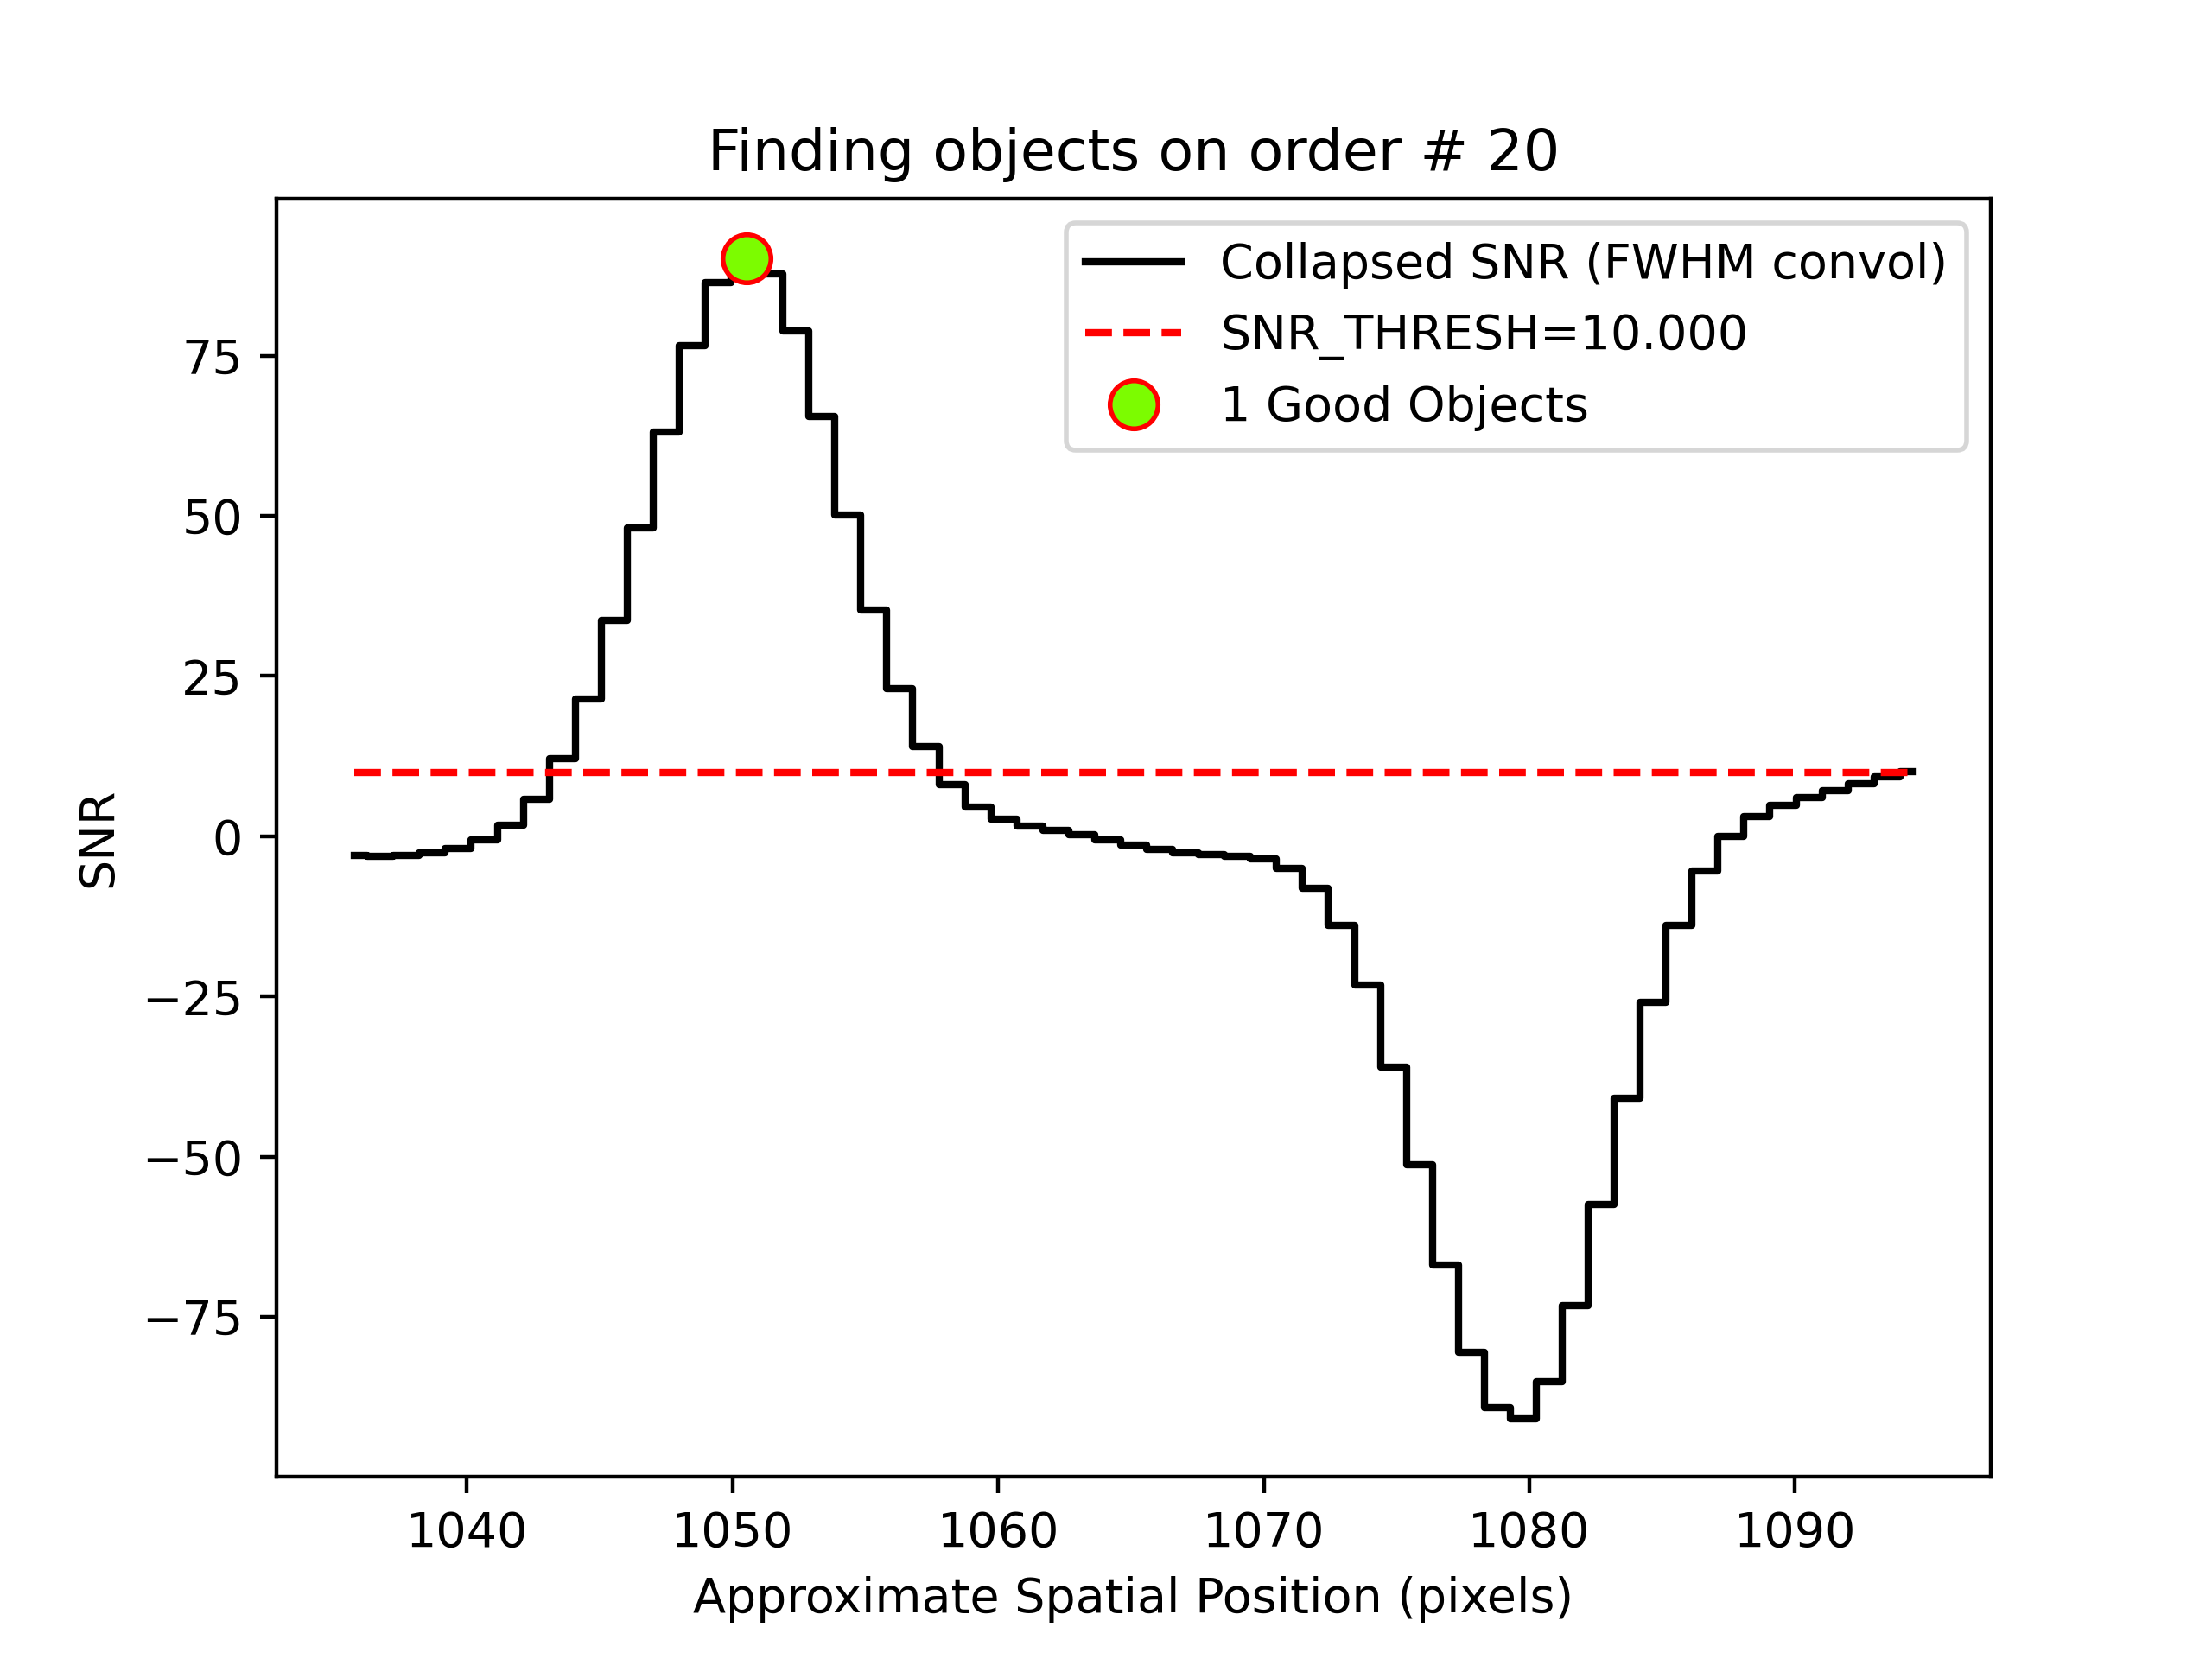 Finding objects on order # 20
Collapsed SNR (FWHM convol)
SNR_THRESH=10.000
1 Good Objects
SNR
75
50
25
0
−25
−50
−75
1040 1050 1060 1070 1080 1090
Approximate Spatial Position (pixels)